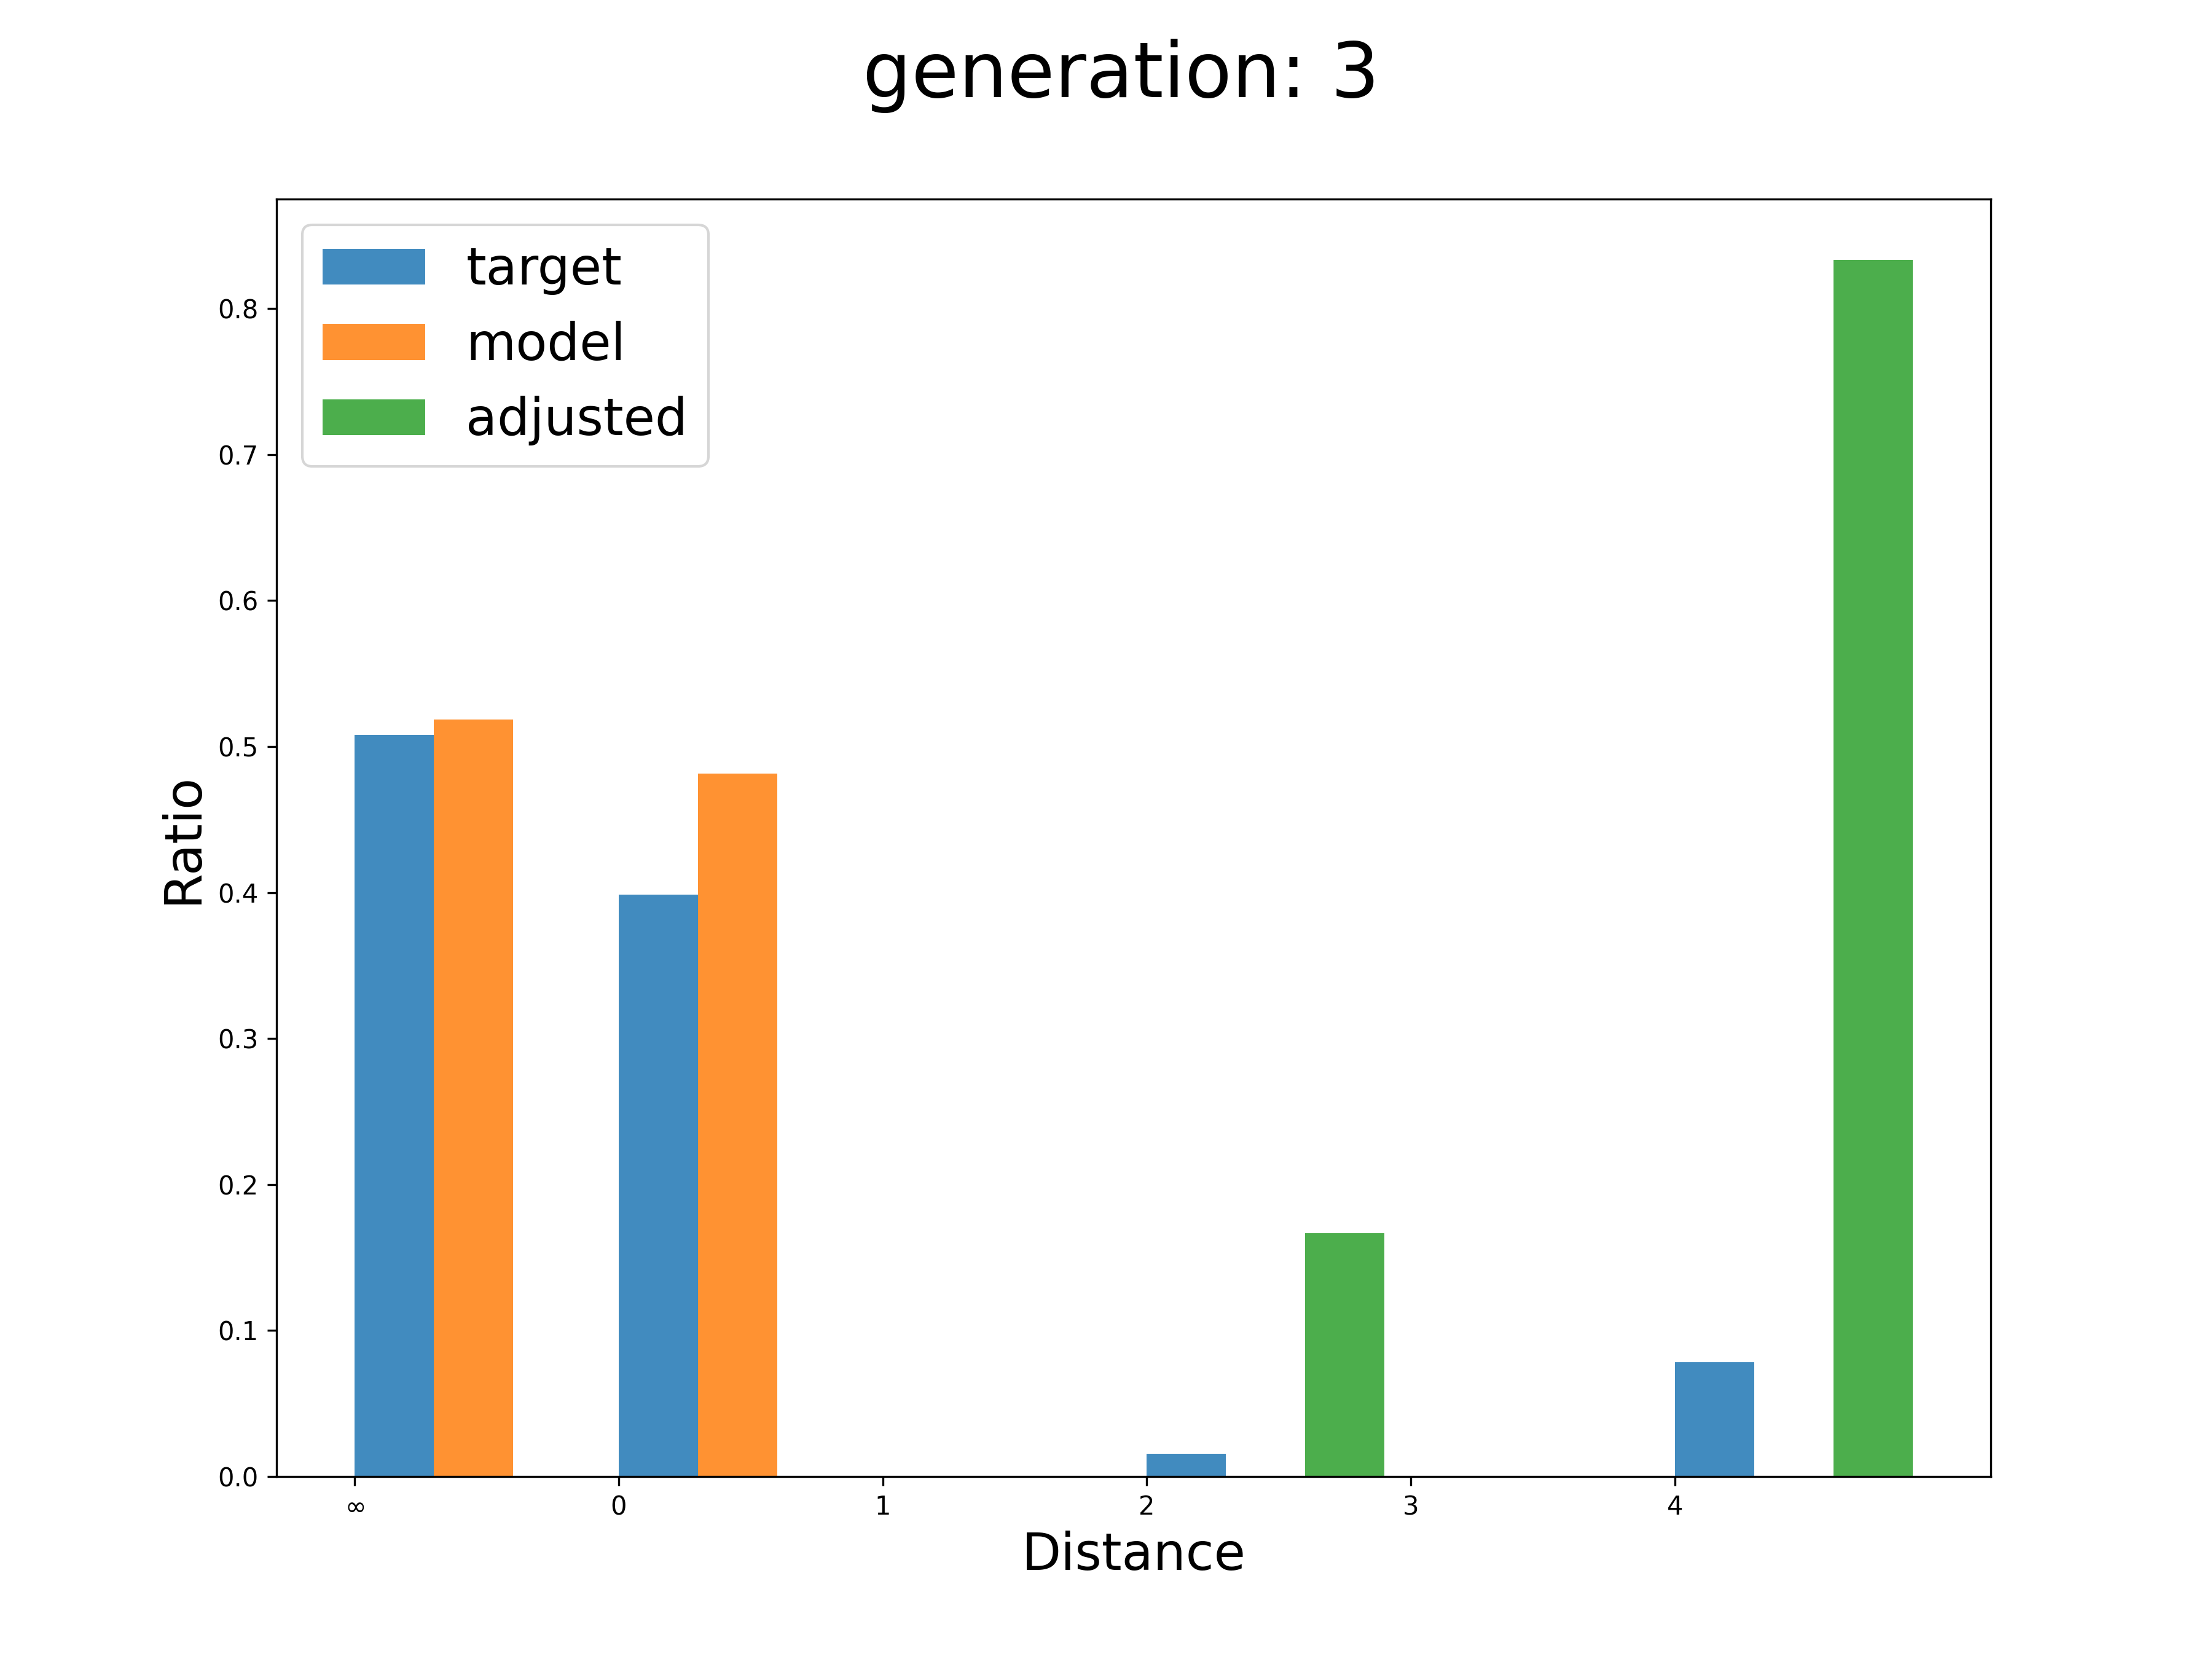 generation: 3
target
model
adjusted
0.8
0.7
0.6
0.5
0.4
0.3
0.2
0.1
0.0
Ratio
∞ 0 1 2 3 4
Distance